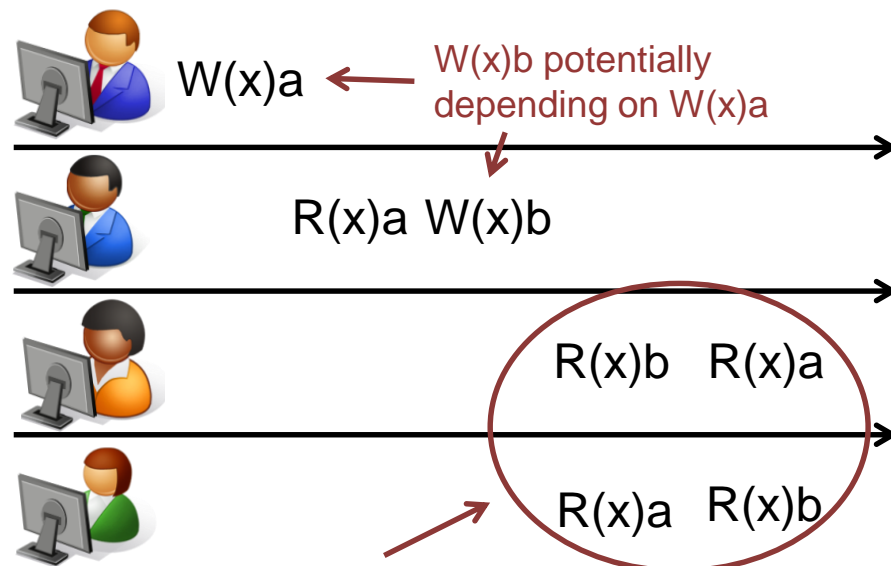 W(x)a
W(x)b potentially
depending on W(x)a
R(x)a W(x)b
R(x)b R(x)a
R(x)a R(x)b